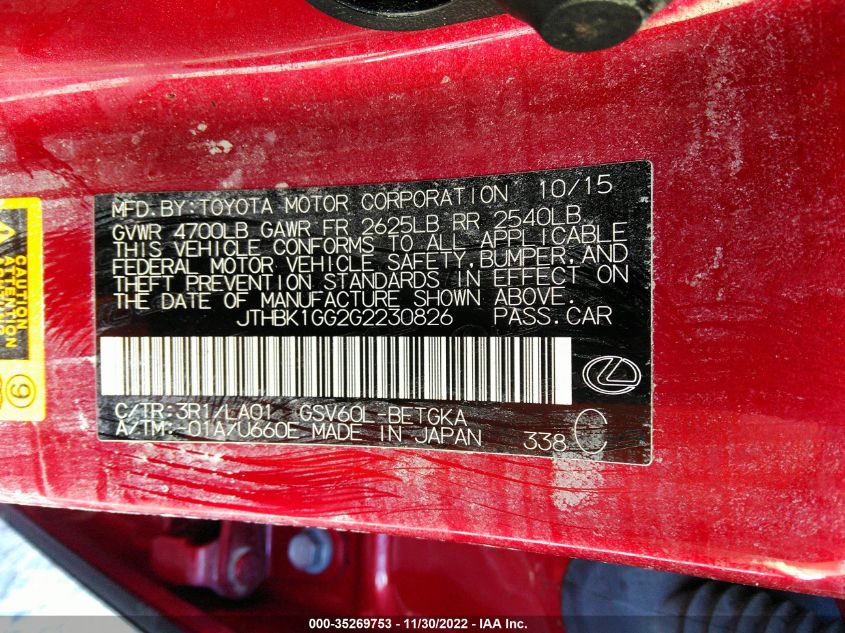 MFD.BY:TOYOTA MOTOR CORPORATION 10/15
GVWR 4700LB GAWR FR 2625LB RR 2540LB
THIS VEHICLE CONFORMS TO ALL APPLICABLE
FEDERAL MOTOR VEHICLE SAFETY,BUMPER,AND
THEFT PREVENTION STANDARDS IN EFFECT ON
THE DATE OF MANUFACTURE SHOWN ABOVE.
JTHBK1GG2G2230826 PASS.CAR
C/TR:3R1/LA01 GSV60L-BETGKA
A/TM:-01A/U660E MADE IN JAPAN 338 C
CAUTION
ATTENTION
9
000-35269753 - 11/30/2022 - IAA Inc.